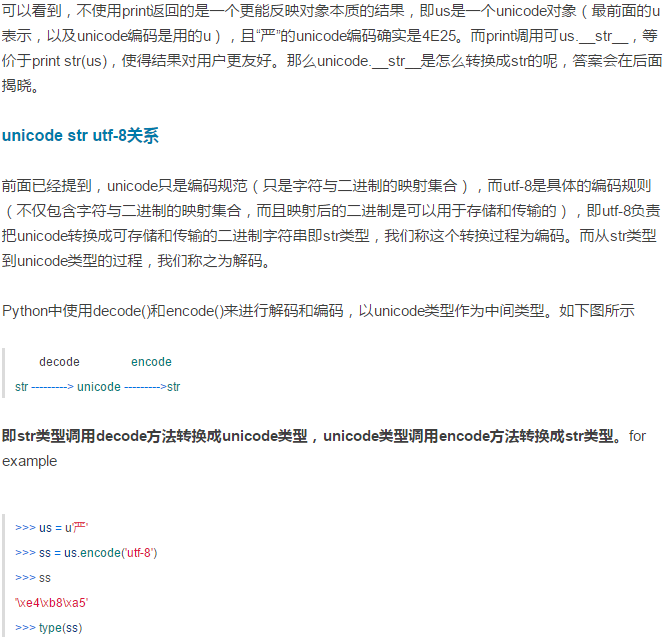 可以看到，不使用print返回的是一个更能反映对象本质的结果，即us是一个unicode对象（最前面的u
表示，以及unicode编码是用的u），且“严”的unicode编码确实是4E25。而print调用可us.__str__，等
价于print str(us)，使得结果对用户更友好。那么unicode.__str__是怎么转换成str的呢，答案会在后面
揭晓。
unicode str utf-8关系
前面已经提到，unicode只是编码规范（只是字符与二进制的映射集合），而utf-8是具体的编码规则
（不仅包含字符与二进制的映射集合，而且映射后的二进制是可以用于存储和传输的），即utf-8负责
把unicode转换成可存储和传输的二进制字符串即str类型，我们称这个转换过程为编码。而从str类型
到unicode类型的过程，我们称之为解码。
Python中使用decode()和encode()来进行解码和编码，以unicode类型作为中间类型。如下图所示
decode encode
str ---------> unicode --------->str
即str类型调用decode方法转换成unicode类型，unicode类型调用encode方法转换成str类型。for
example
>>> us = u'严'
>>> ss = us.encode('utf-8')
>>> ss
'\xe4\xb8\xa5'
>>> type(ss)